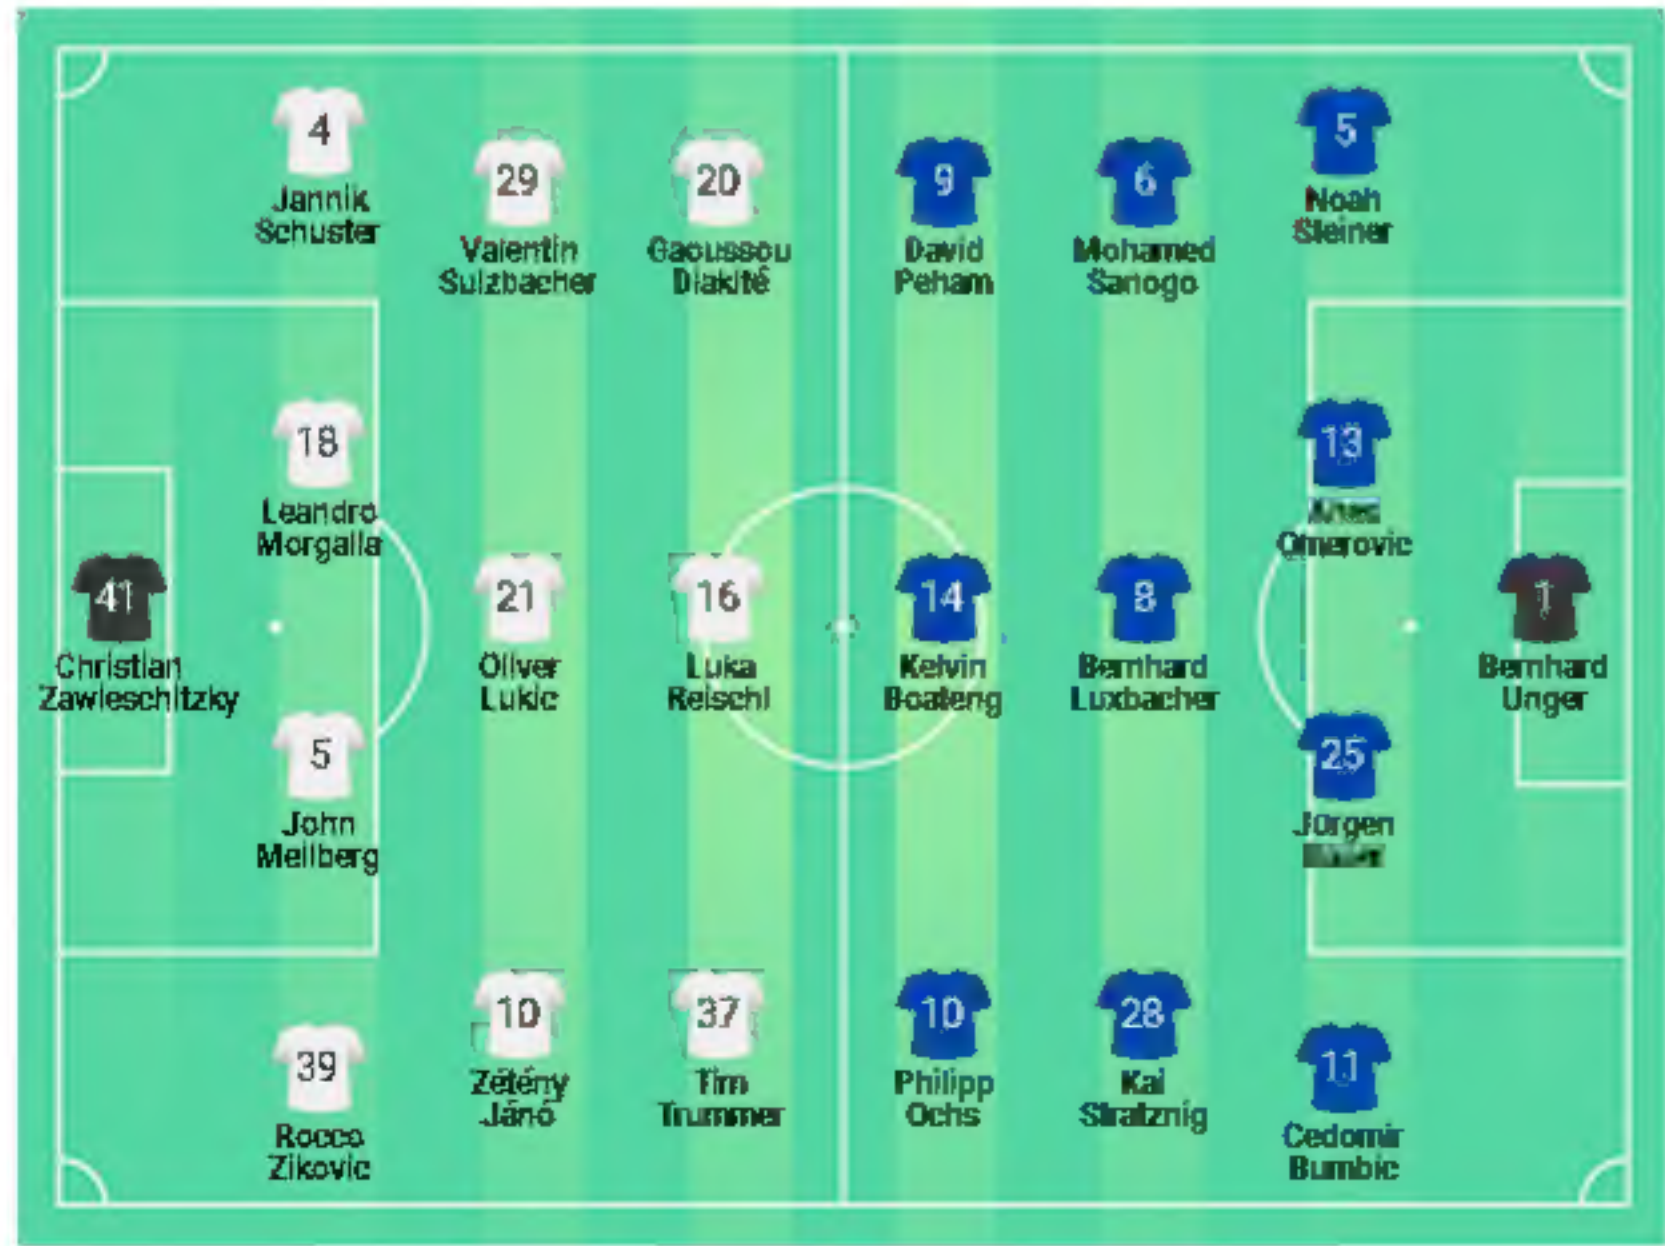 4
Jannik
Schuster
29
Valentin
Sulzbacher
20
Gaoussou
Diakité
9
David
Peham
6
Mohamed
Sanogo
5
Noah
Steiner
18
Leandro
Morgalla
13
Omerovic
41
Christian
Zawieschitzky
21
Oliver
Lukic
16
Luka
Reischl
14
Kelvin
Boateng
8
Bernhard
Luxbacher
1
Bernhard
Unger
5
John
Mellberg
25
Jürgen
39
Rocco
Zikovic
10
Zétény
Jánó
37
Tim
Trummer
10
Philipp
Ochs
28
Kai
Stratznig
11
Cedomir
Bumbic